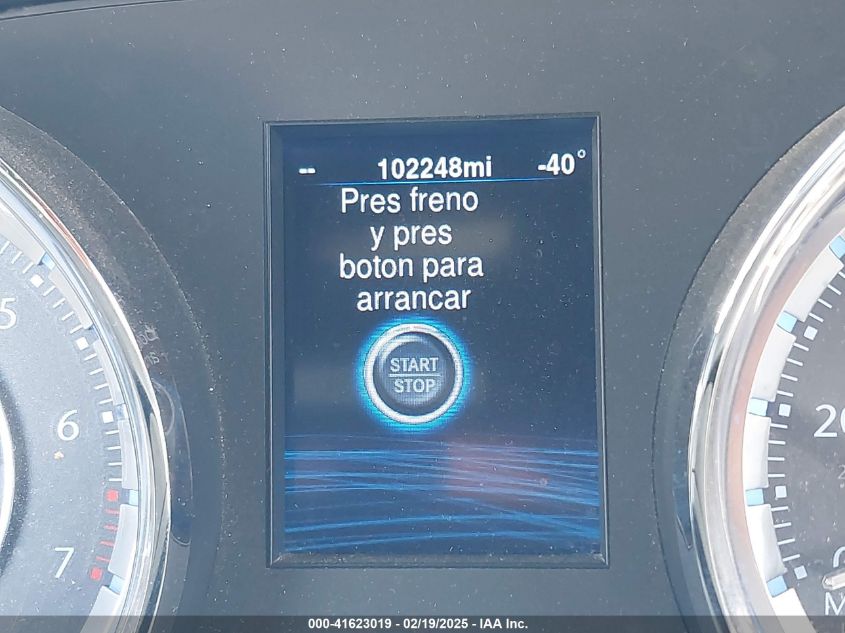 -- 102248mi -40°
Pres freno
y pres
boton para
arrancar
START
STOP
5
6
7
20
M
000-41623019 - 02/19/2025 - IAA Inc.